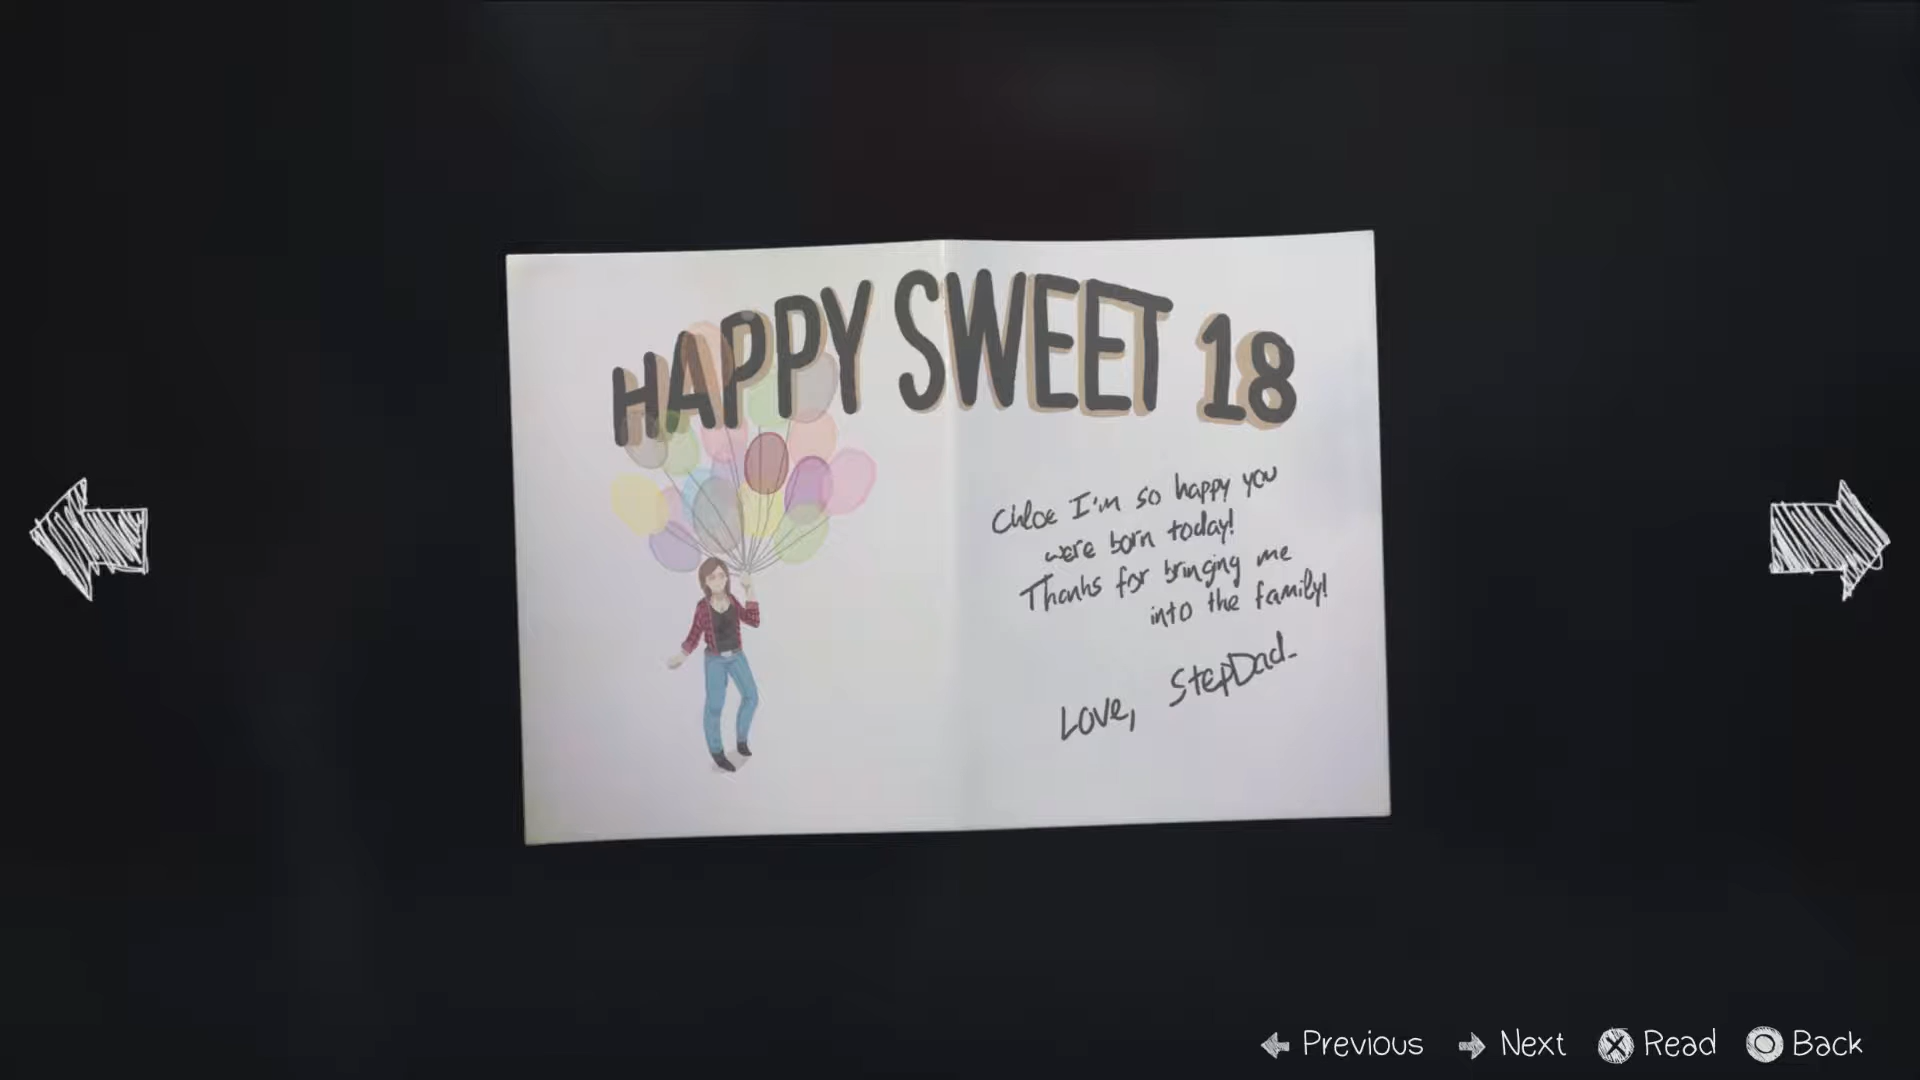 HAPPY SWEET 18
Chloe I'm so happy you
were born today!
Thanks for bringing me
into the family!
Love, StepDad
Previous Next Read Back